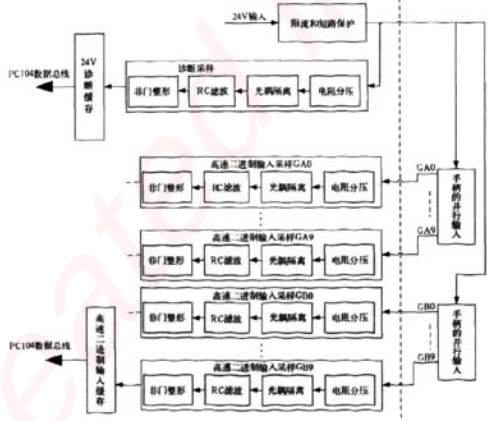 24V输入
限流和短路保护
PC104数据总线
24V诊断缓存
诊断采样
非门整形
RC滤波
光耦隔离
电阻分压
高速二进制输入采样GA0
非门整形
RC滤波
光耦隔离
电阻分压
GA0
手柄的并行输入
高速二进制输入采样GA9
非门整形
RC滤波
光耦隔离
电阻分压
GA9
高速二进制输入采样GB0
非门整形
RC滤波
光耦隔离
电阻分压
GB0
手柄的并行输入
PC104数据总线
高速二进制输入缓存
高速二进制输入采样GB9
非门整形
RC滤波
光耦隔离
电阻分压
GB9